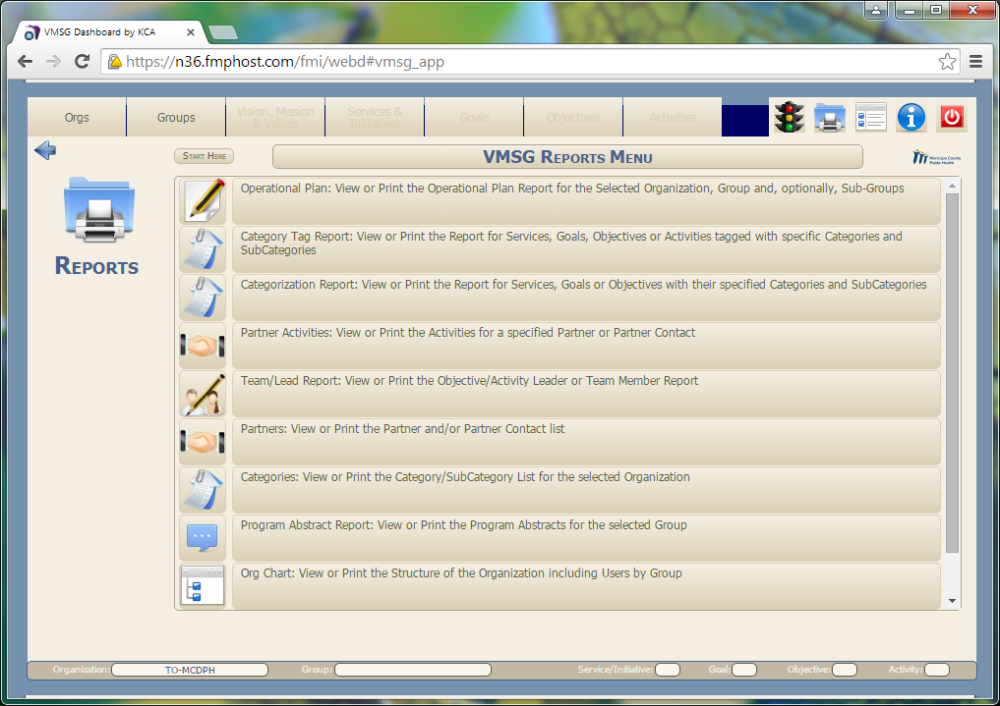 VMSG Dashboard by KCA
https://n36.fmphost.com/fmi/webd#vmsg_app
Orgs
Groups
Vision, Mission
& Values
Services &
Initiatives
Goals
Objectives
Activities
START HERE
VMSG REPORTS MENU
Maricopa County
Public Health
REPORTS
Operational Plan: View or Print the Operational Plan Report for the Selected Organization, Group and, optionally, Sub-Groups
Category Tag Report: View or Print the Report for Services, Goals, Objectives or Activities tagged with specific Categories and
SubCategories
Categorization Report: View or Print the Report for Services, Goals or Objectives with their specified Categories and SubCategories
Partner Activities: View or Print the Activities for a specified Partner or Partner Contact
Team/Lead Report: View or Print the Objective/Activity Leader or Team Member Report
Partners: View or Print the Partner and/or Partner Contact list
Categories: View or Print the Category/SubCategory List for the selected Organization
Program Abstract Report: View or Print the Program Abstracts for the selected Group
Org Chart: View or Print the Structure of the Organization including Users by Group
Organization: TO-MCDPH Group: Service/Initiative: Goal: Objective: Activity: